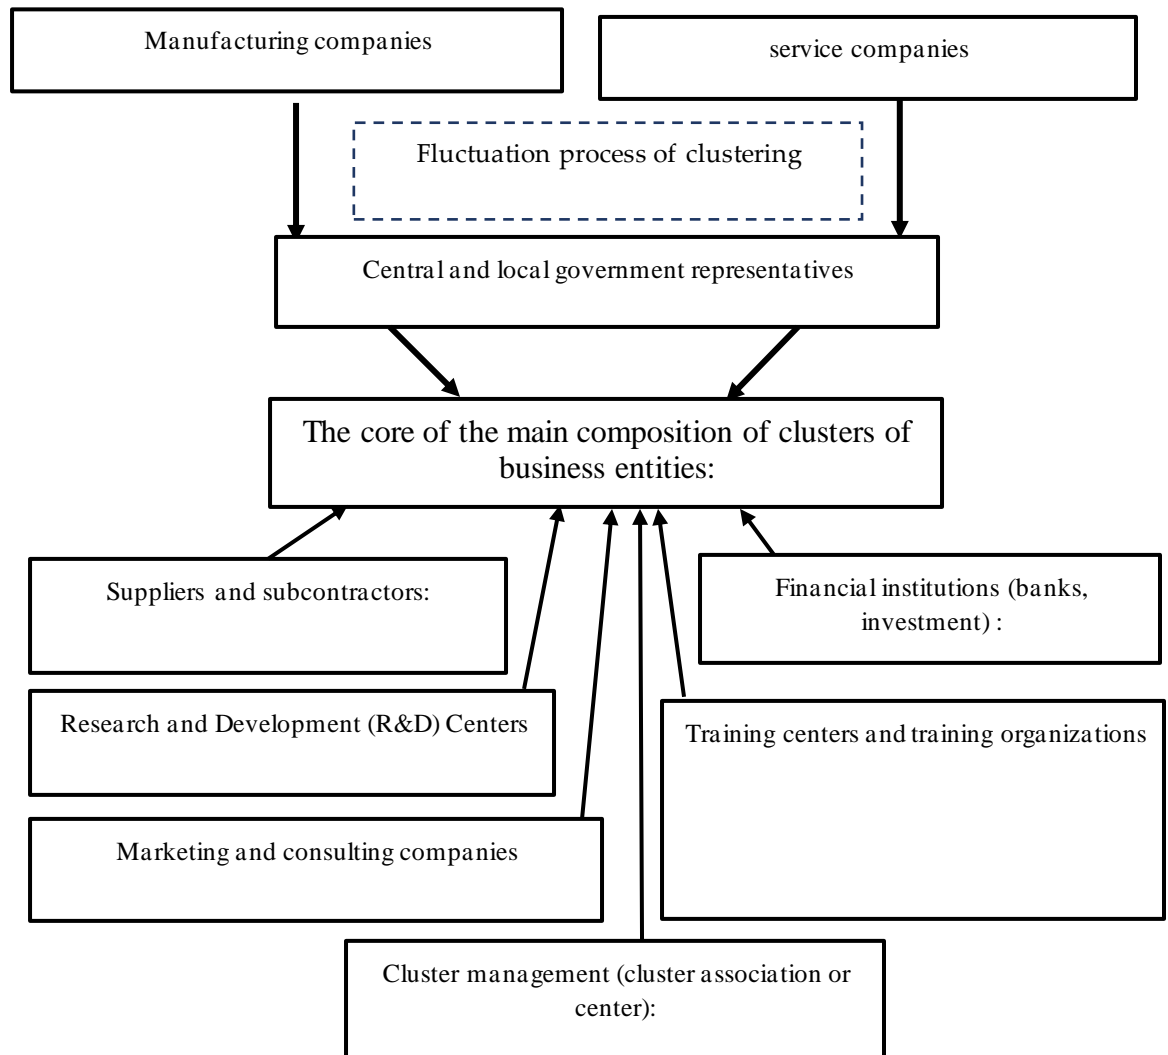 Manufacturing companies
service companies
Fluctuation process of clustering
Central and local government representatives
The core of the main composition of clusters of
business entities:
Suppliers and subcontractors:
Financial institutions (banks,
investment) :
Research and Development (R&D) Centers
Training centers and training organizations
Marketing and consulting companies
Cluster management (cluster association or
center):